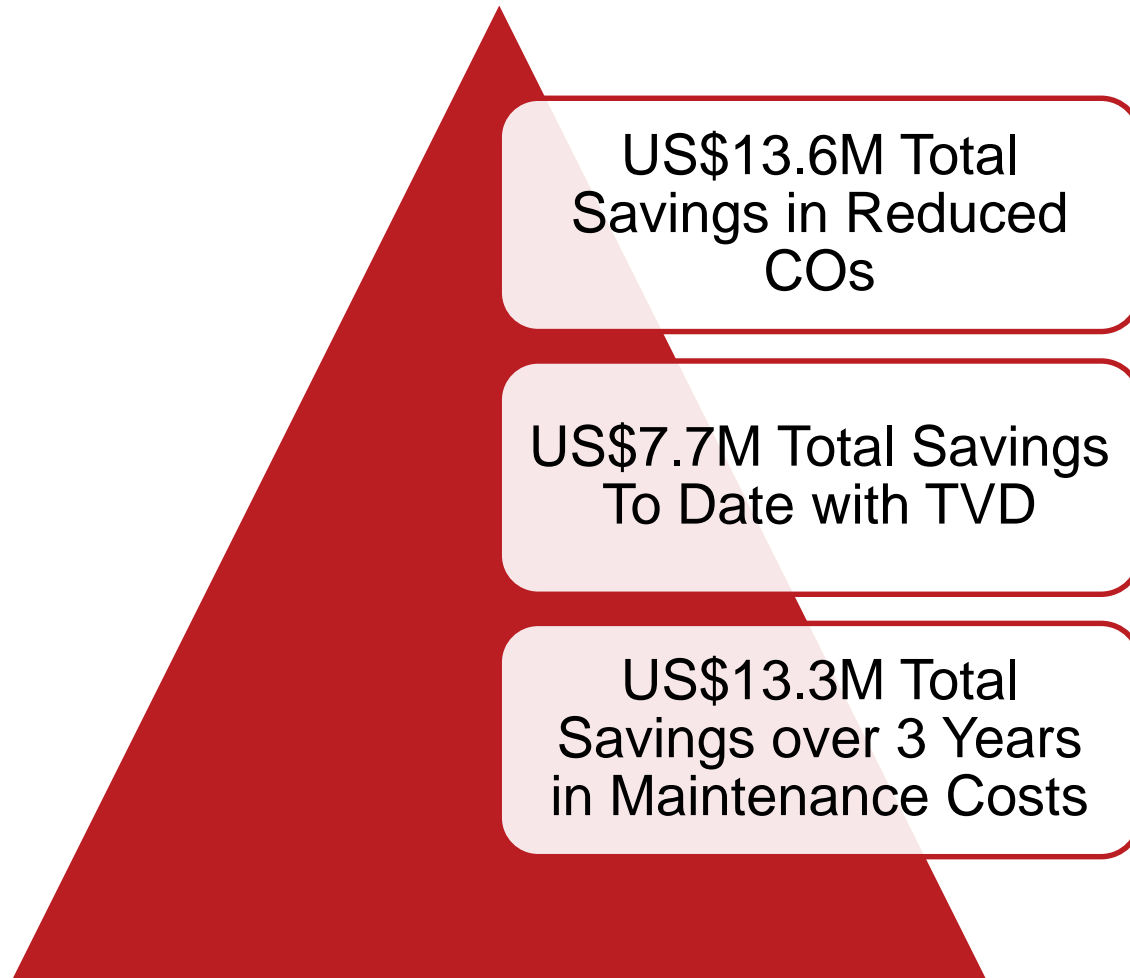 US$13.6M Total
Savings in Reduced
COs
US$7.7M Total Savings
To Date with TVD
US$13.3M Total
Savings over 3 Years
in Maintenance Costs